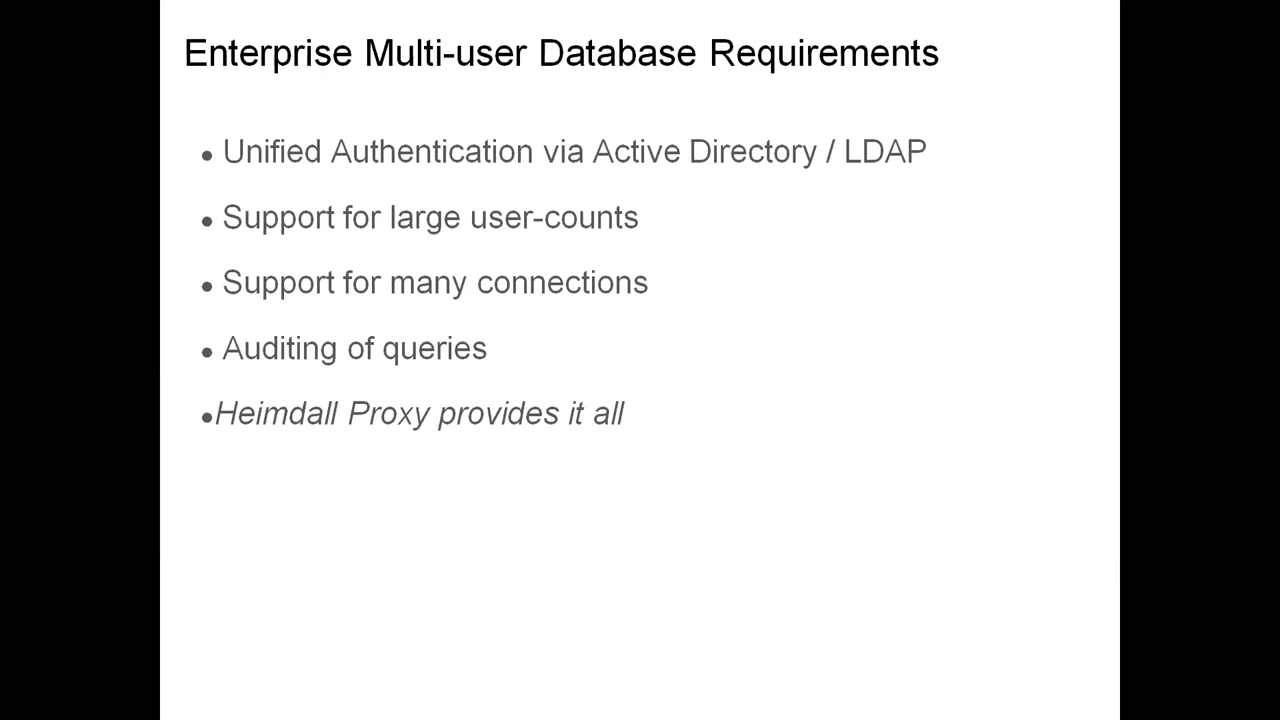 Enterprise Multi-user Database Requirements
● Unified Authentication via Active Directory / LDAP
● Support for large user-counts
● Support for many connections
● Auditing of queries
●Heimdall Proxy provides it all